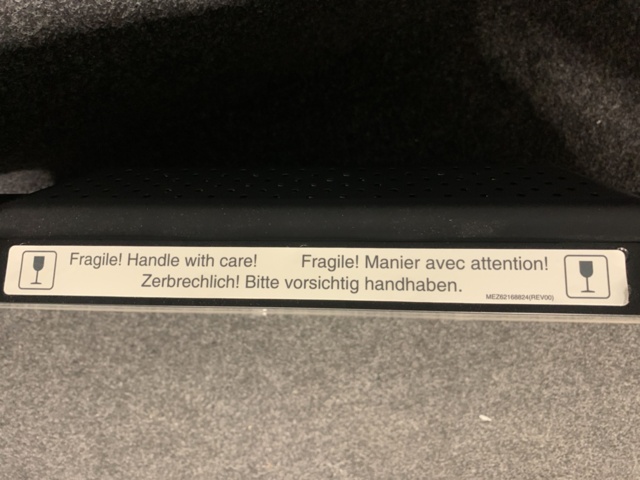 Fragile! Handle with care! Fragile! Manier avec attention!
Zerbrechlich! Bitte vorsichtig handhaben.
MEZ62168824(REV00)